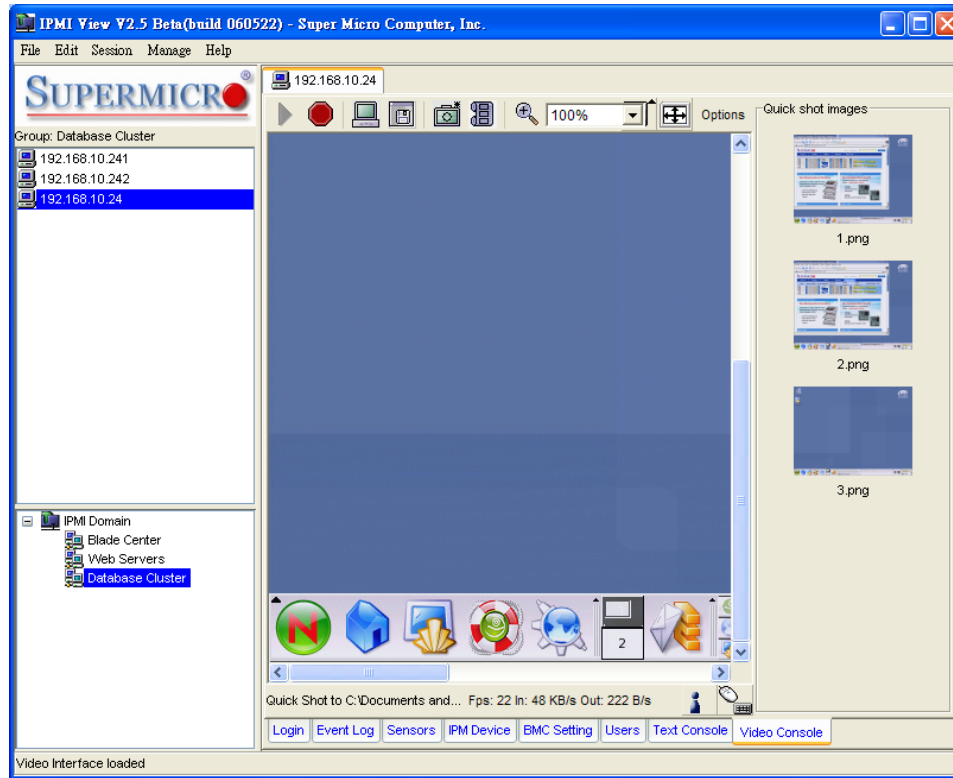 IPMI View V2.5 Beta(build 060522) - Super Micro Computer, Inc.
File Edit Session Manage Help
SUPERMICRO®
Group: Database Cluster
192.168.10.241
192.168.10.242
192.168.10.24
IPMI Domain
Blade Center
Web Servers
Database Cluster
192.168.10.24
100%
Options
N
2
Quick Shot to C:\Documents and... Fps: 22 In: 48 KB/s Out: 222 B/s
Login Event Log Sensors IPM Device BMC Setting Users Text Console Video Console
Quick shot images
1.png
2.png
3.png
Video Interface loaded